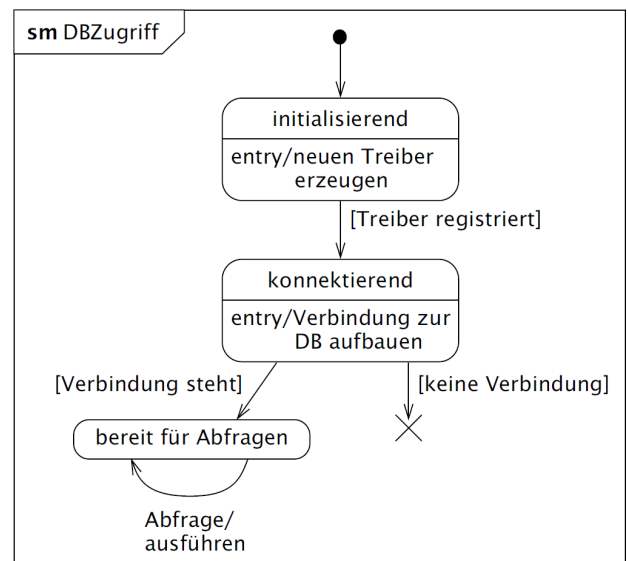 sm DBZugriff
initialisierend
entry/neuen Treiber
erzeugen
[Treiber registriert]
konnektierend
entry/Verbindung zur
DB aufbauen
[Verbindung steht]
[keine Verbindung]
bereit für Abfragen
Abfrage/
ausführen